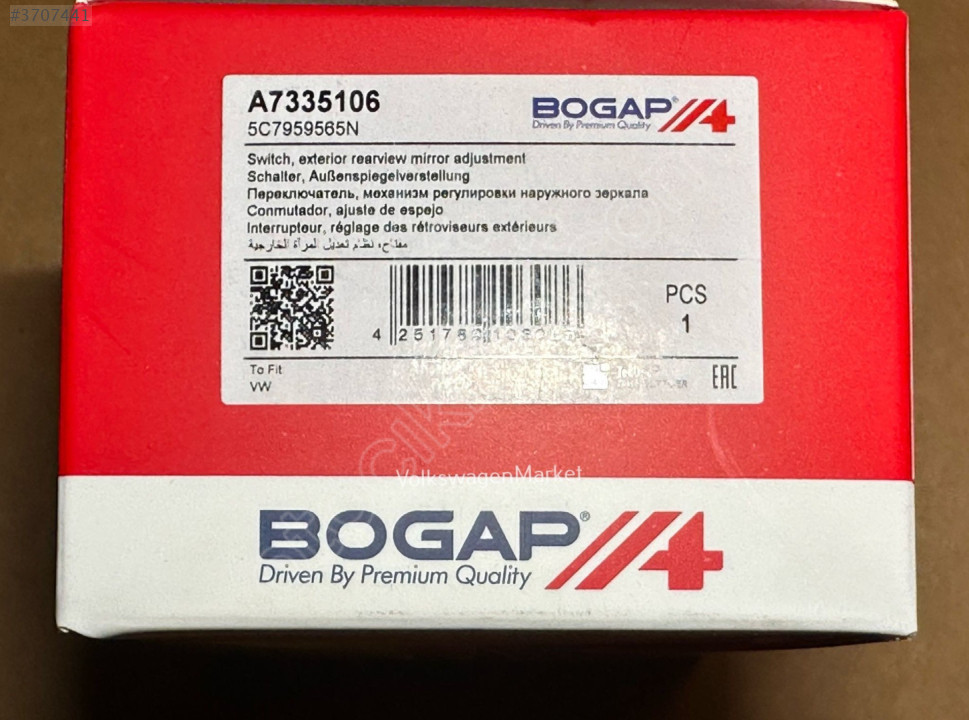 #3707441
A7335106
5C7959565N
BOGAP®
Driven By Premium Quality
Switch, exterior rearview mirror adjustment
Schalter, Außenspiegelverstellung
Переключатель, механизм регулировки наружного зеркала
Conmutador, ajuste de espejo
Interrupteur, réglage des rétroviseurs extérieurs
مفتاح، نظام تعديل المرآة الخارجية
PCS
1
To Fit
VW
EAC
VolkswagenMarket
BOGAP®
Driven By Premium Quality